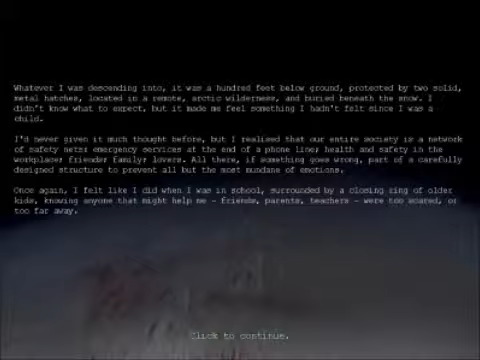 Whatever I was descending into, it was a hundred feet below ground, protected by two solid,
metal hatches, located in a remote, arctic wilderness, and buried beneath the snow. I
didn't know what to expect, but it made me feel something I hadn't felt since I was a
child.
I'd never given it much thought before, but I realised that our entire society is a network
of safety nets: emergency services at the end of a phone line; health and safety in the
workplace; friends; family; lovers. All there, if something goes wrong, part of a carefully
designed structure to prevent all but the most mundane of emotions.
Once again, I felt like I did when I was in school, surrounded by a closing ring of older
kids, knowing anyone that might help me - friends, parents, teachers - were too scared, or
too far away.
Click to continue.